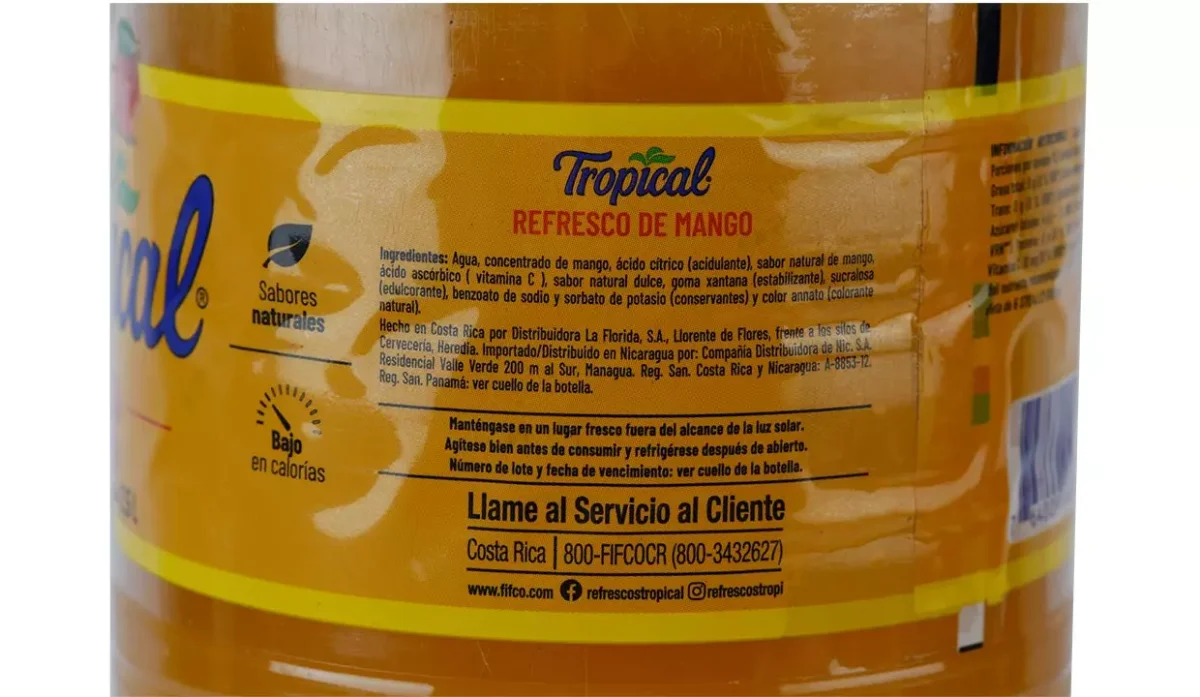 ical®
Sabores
naturales
Bajo
en calorías
Tropical
REFRESCO DE MANGO
Ingredientes: Agua, concentrado de mango, ácido cítrico (acidulante), sabor natural de mango,
ácido ascórbico ( vitamina C ), sabor natural dulce, goma xantana (estabilizante), sucralosa
(edulcorante), benzoato de sodio y sorbato de potasio (conservantes) y color annato (colorante
natural).
Hecho en Costa Rica por Distribuidora La Florida, S.A., Llorente de Flores, frente a los silos de
Cervecería, Heredia. Importado/Distribuido en Nicaragua por: Compañía Distribuidora de Nic. S.A.
Residencial Valle Verde 200 m al Sur, Managua. Reg. San. Costa Rica y Nicaragua: A-8853-12.
Reg. San. Panamá: ver cuello de la botella.
Manténgase en un lugar fresco fuera del alcance de la luz solar.
Agítese bien antes de consumir y refrigérese después de abierto.
Número de lote y fecha de vencimiento: ver cuello de la botella.
Llame al Servicio al Cliente
Costa Rica | 800-FIFCOCR (800-3432627)
www.fifco.com refrescostropical refrescostropi